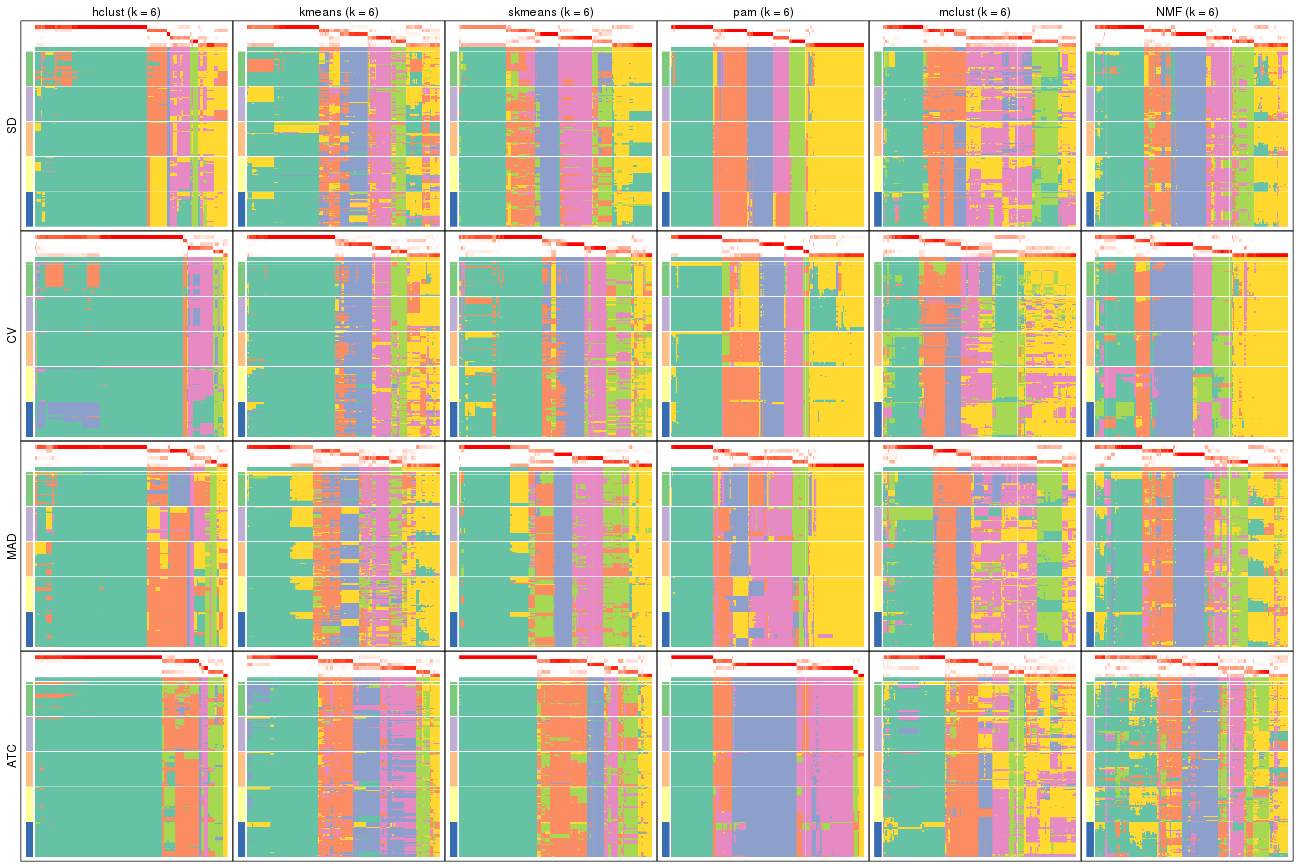 hclust (k = 6)
kmeans (k = 6)
skmeans (k = 6)
pam (k = 6)
mclust (k = 6)
NMF (k = 6)
SD
CV
MAD
ATC